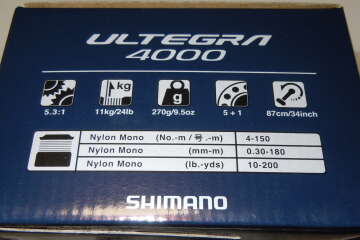 ULTEGRA
4000
kg
g
5.3:1 11kg/24lb 270g/9.5oz 5 + 1 87cm/34inch
Nylon Mono (No.-m / 号.-m) 4-150
Nylon Mono (mm-m) 0.30-180
Nylon Mono (lb.-yds) 10-200
SHIMANO